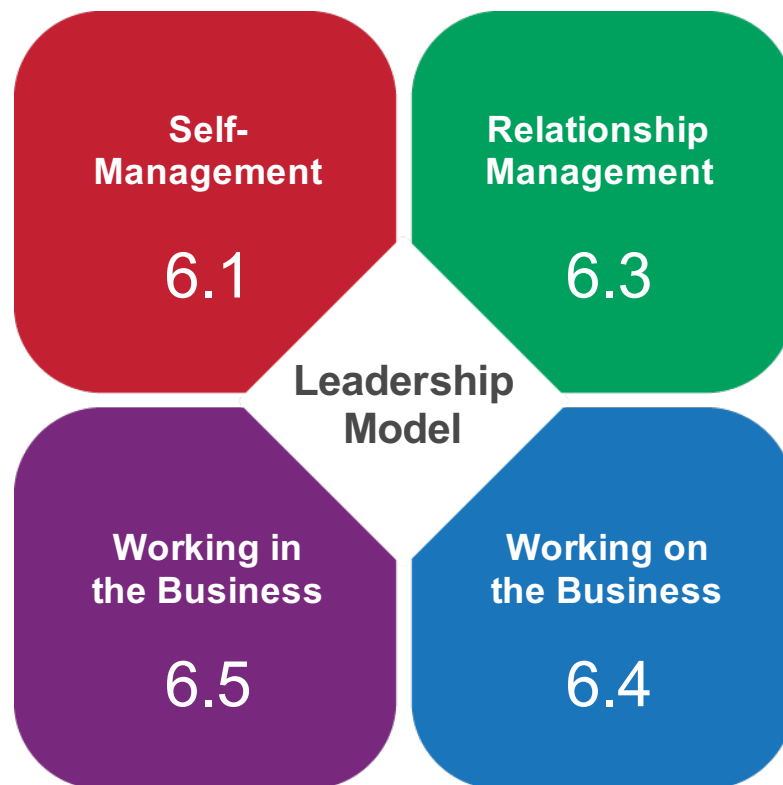 Self-
Management
6.1
Relationship
Management
6.3
Leadership
Model
Working in
the Business
6.5
Working on
the Business
6.4